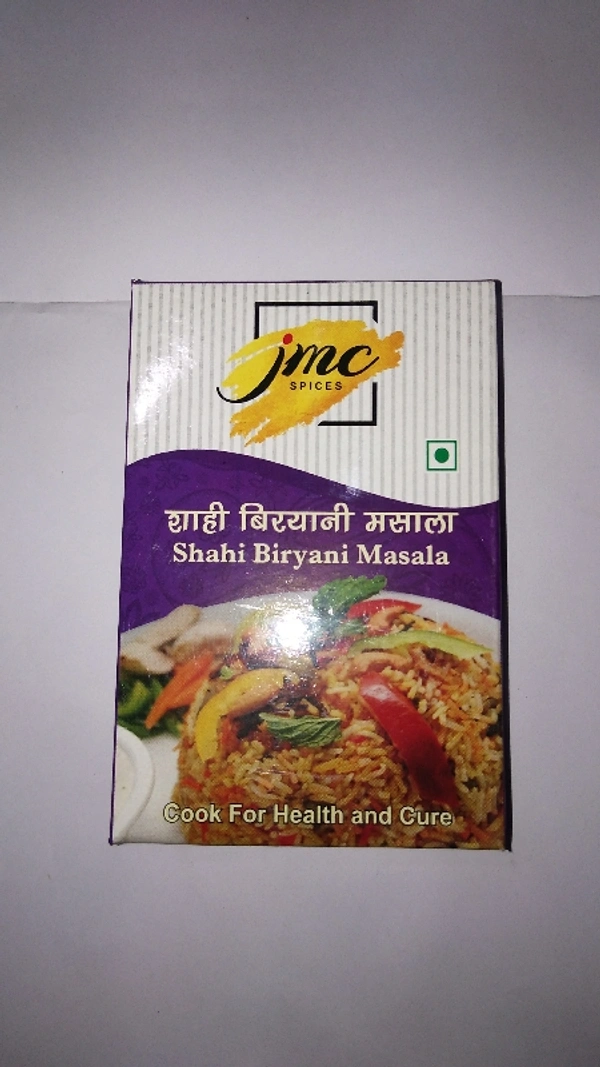 jmc
SPICES
शाही बिरयानी मसाला
Shahi Biryani Masala
Cook For Health and Cure